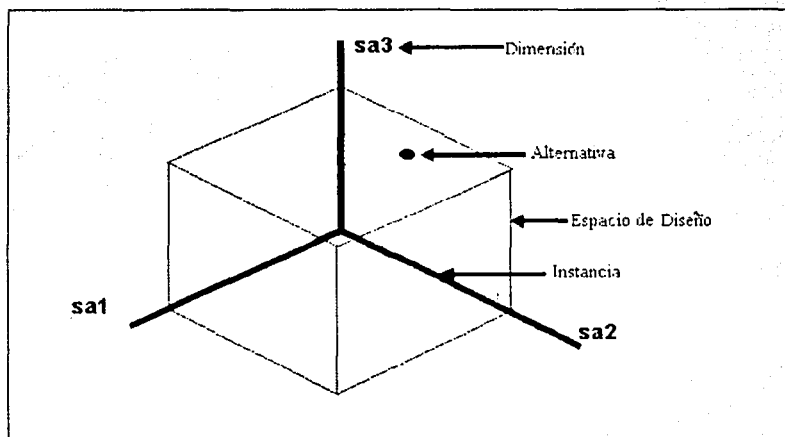 sa3
Dimensión
Alternativa
Espacio de Diseño
Instancia
sa1
sa2